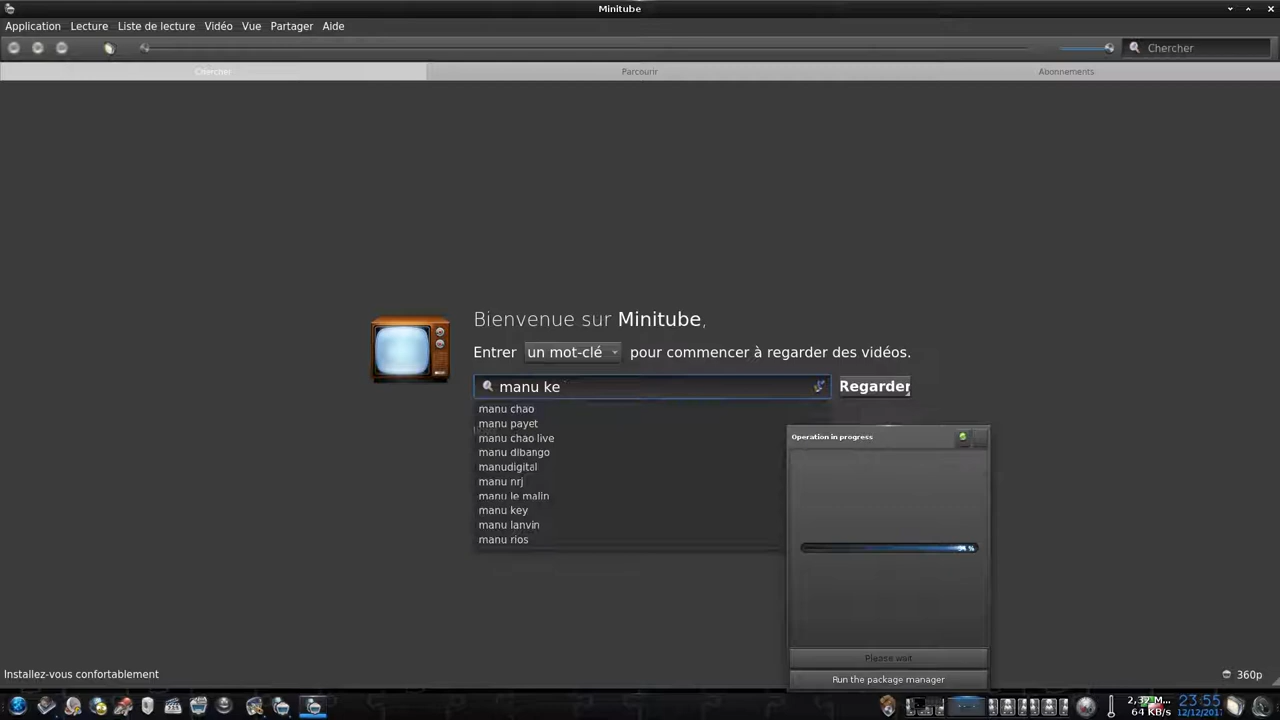 Minitube
Application Lecture Liste de lecture Vidéo Vue Partager Aide
Chercher
Chercher Parcourir Abonnements
Bienvenue sur Minitube,
Entrer un mot-clé pour commencer à regarder des vidéos.
manu ke Regarder
manu chao
manu payet
manu chao live
manu dibango
manudigital
manu nrj
manu le malin
manu key
manu lanvin
manu rios
Operation in progress
Please wait
Run the package manager
Installez-vous confortablement 360p
64 KB/s
23:55